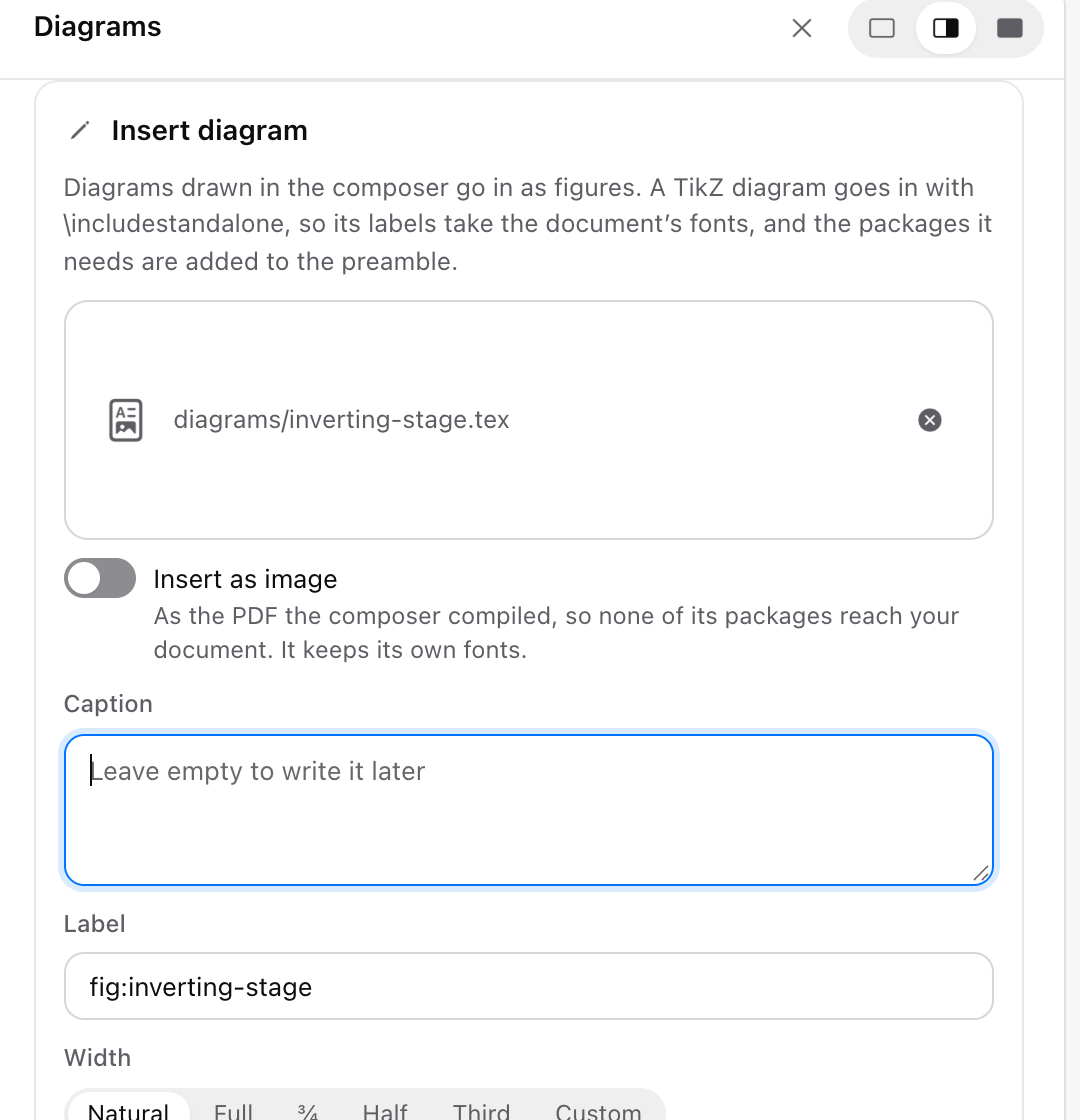 Diagrams
Insert diagram
Diagrams drawn in the composer go in as figures. A TikZ diagram goes in with
\includestandalone, so its labels take the document’s fonts, and the packages it
needs are added to the preamble.
diagrams/inverting-stage.tex
Insert as image
As the PDF the composer compiled, so none of its packages reach your
document. It keeps its own fonts.
Caption
Leave empty to write it later
Label
fig:inverting-stage
Width
Natural Full ¾ Half Third Custom